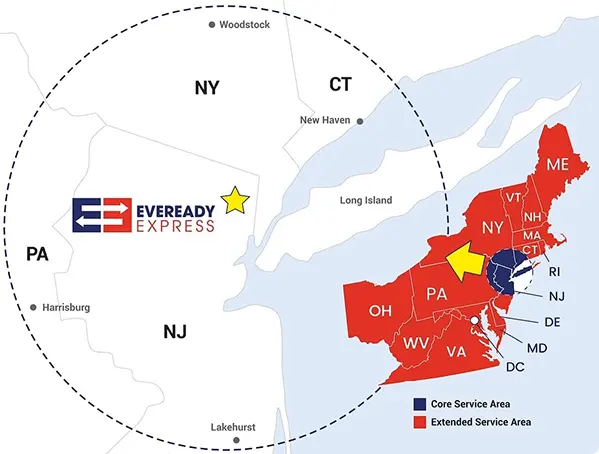 Woodstock
NY
CT
New Haven
EVEREADY
EXPRESS
Long Island
PA
Harrisburg
NJ
Lakehurst
ME
VT
NH
NY
MA
CT
RI
PA
NJ
OH
DE
WV
MD
VA
DC
Core Service Area
Extended Service Area